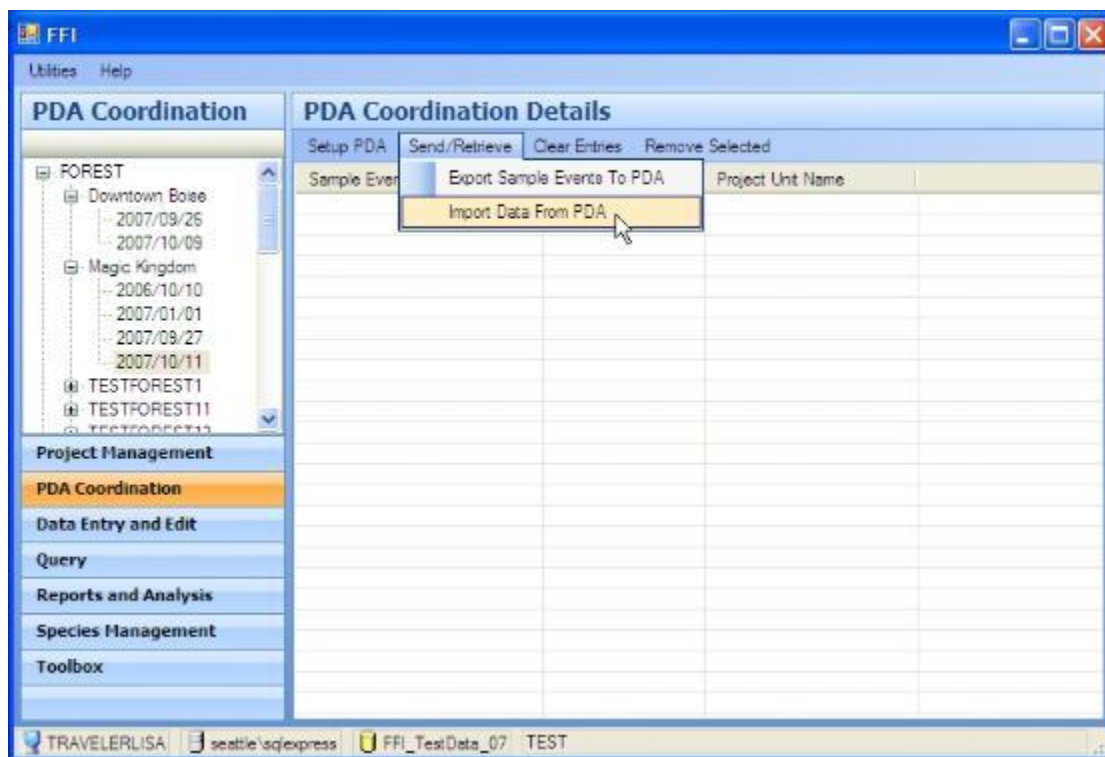 FFI
Utilities Help
PDA Coordination
PDA Coordination Details
Setup PDA Send/Retrieve Clear Entries Remove Selected
Export Sample Events To PDA
Import Data From PDA
Sample Project Unit Name
FOREST
Downtown Boise
2007/09/26
2007/10/09
Magic Kingdom
2006/10/10
2007/01/01
2007/09/27
2007/10/11
TESTFOREST1
TESTFOREST11
Project Management
PDA Coordination
Data Entry and Edit
Query
Reports and Analysis
Species Management
Toolbox
TRAVELERLISA seattle\sqlexpress FFI_TestData_07 TEST